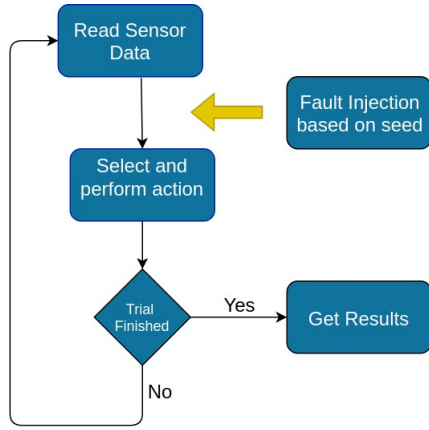 Read Sensor
Data
Fault Injection
based on seed
Select and
perform action
Trial
Finished
Yes
Get Results
No